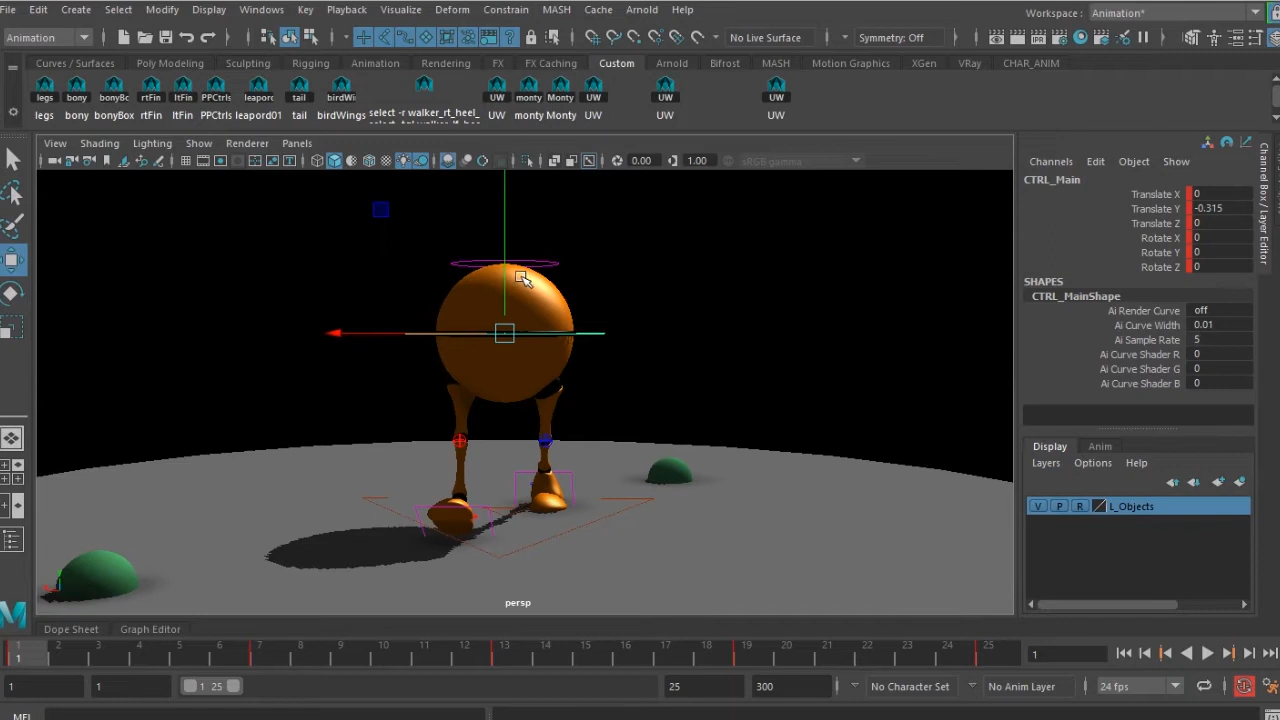 File Edit Create Select Modify Display Windows Key Playback Visualize Deform Constrain MASH Cache Arnold Help
Workspace : Animation*
Animation No Live Surface Symmetry: Off
Curves / Surfaces Poly Modeling Sculpting Rigging Animation Rendering FX FX Caching Custom Arnold Bifrost MASH Motion Graphics XGen VRay CHAR_ANIM
legs bony bonyBc rtFin ltFin PPCtrls leaporc tail birdWi UW monty Monty UW UW UW
legs bony bonyBox rtFin ltFin PPCtrls leapord01 tail birdWings select -r walker_rt_heel_ UW monty Monty UW UW UW
View Shading Lighting Show Renderer Panels
0.00 1.00 sRGB gamma
Channels Edit Object Show
CTRL_Main
Translate X 0
Translate Y -0.315
Translate Z 0
Rotate X 0
Rotate Y 0
Rotate Z 0
SHAPES
CTRL_MainShape
Ai Render Curve off
Ai Curve Width 0.01
Ai Sample Rate 5
Ai Curve Shader R 0
Ai Curve Shader G 0
Ai Curve Shader B 0
Channel Box / Layer Editor
Display Anim
Layers Options Help
V P R L_Objects
persp
Dope Sheet Graph Editor
1 2 3 4 5 6 7 8 9 10 11 12 13 14 15 16 17 18 19 20 21 22 23 24 25
1 1
1 1 1 25 25 300 No Character Set No Anim Layer 24 fps
MEL